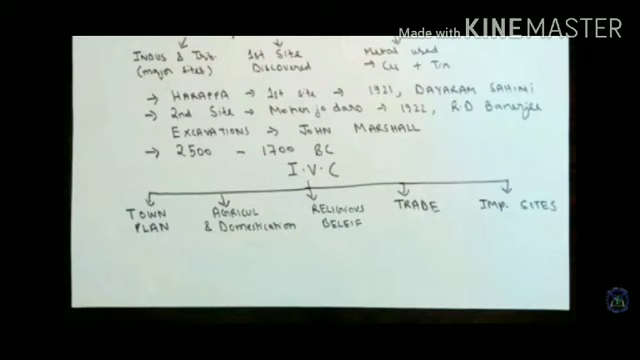 Made with KINEMASTER
INDUS & Trib. 1st Site Metal used
(major sites) Discovered → Cu + Tin
→ HARAPPA → 1st site → 1921, DAYARAM SAHINI
→ 2nd Site → Mohenjo daro → 1922, R.D Banerjee
EXCAVATIONS → JOHN MARSHALL
→ 2500 - 1700 BC
I.V.C
TOWN AGRICUL RELIGIOUS TRADE IMP. SITES
PLAN & Domestication BELEIF